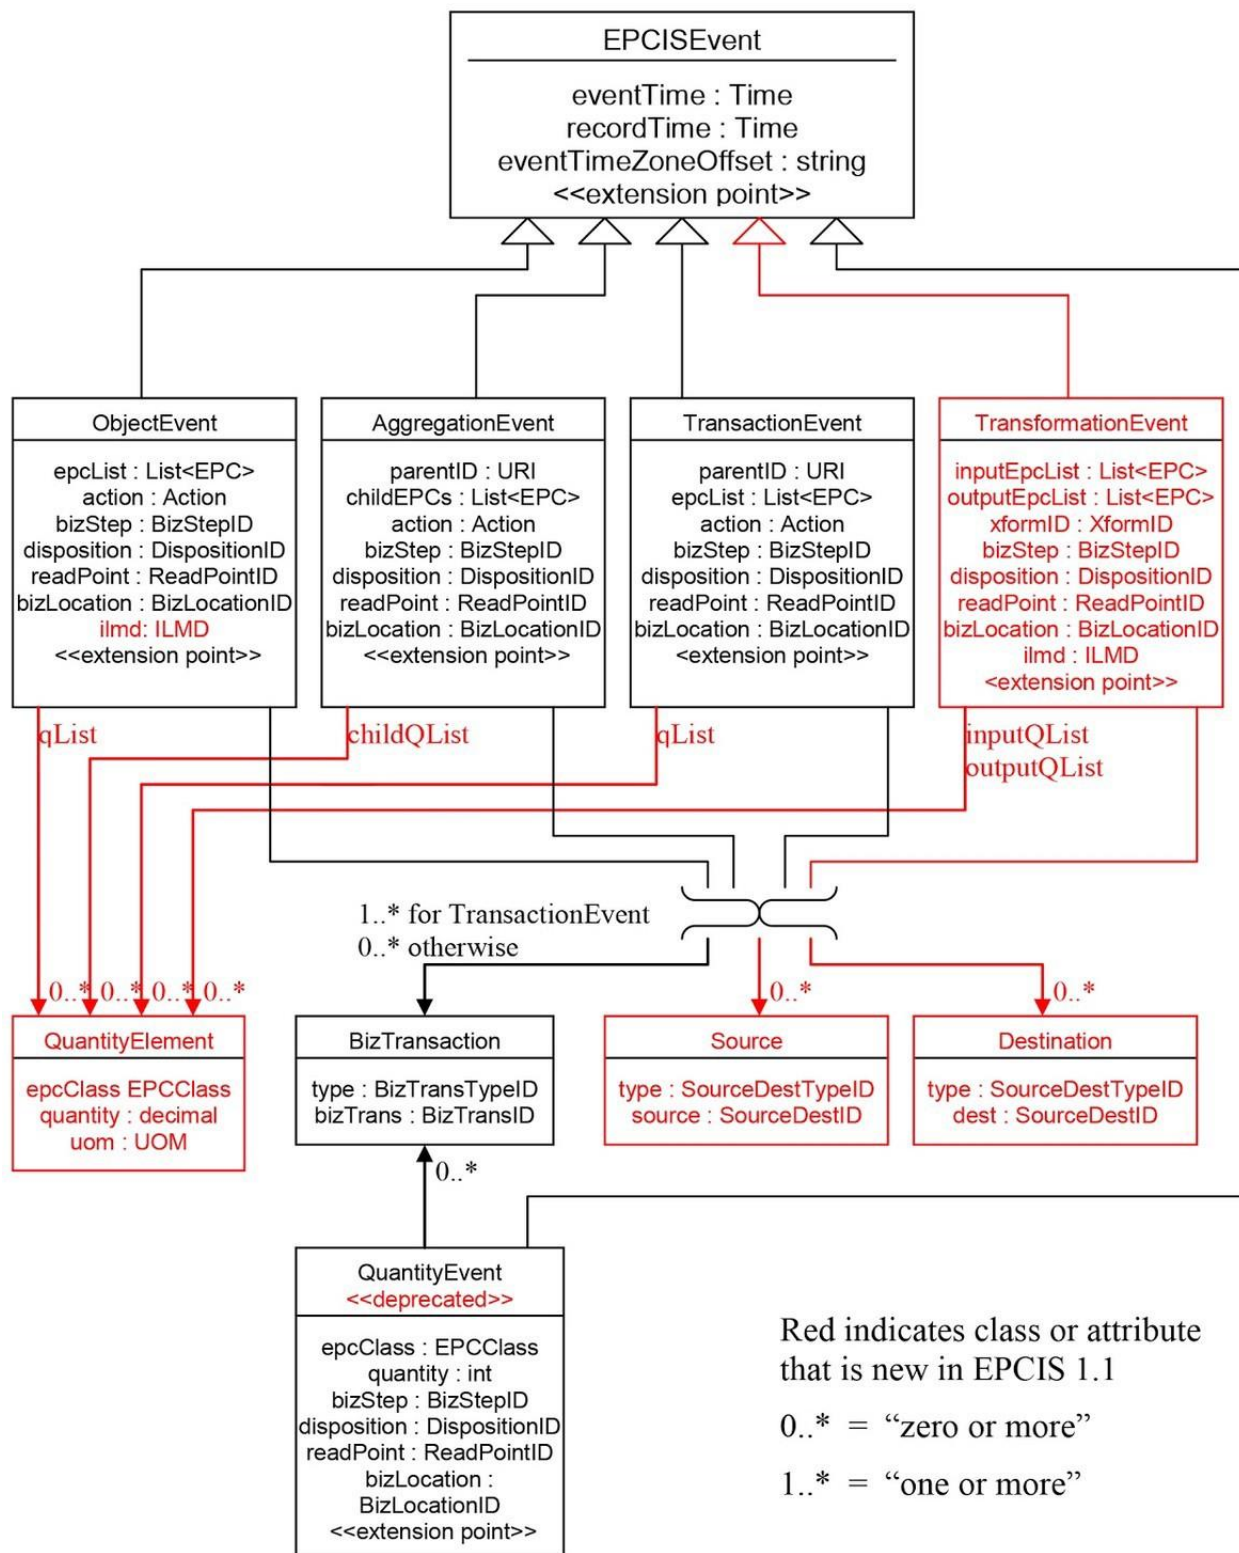 EPCISEvent
eventTime : Time
recordTime : Time
eventTimeZoneOffset : string
<<extension point>>
ObjectEvent
epcList : List<EPC>
action : Action
bizStep : BizStepID
disposition : DispositionID
readPoint : ReadPointID
bizLocation : BizLocationID
ilmd: ILMD
<<extension point>>
AggregationEvent
parentID : URI
childEPCs : List<EPC>
action : Action
bizStep : BizStepID
disposition : DispositionID
readPoint : ReadPointID
bizLocation : BizLocationID
<<extension point>>
TransactionEvent
parentID : URI
epcList : List<EPC>
action : Action
bizStep : BizStepID
disposition : DispositionID
readPoint : ReadPointID
bizLocation : BizLocationID
<extension point>>
TransformationEvent
inputEpcList : List<EPC>
outputEpcList : List<EPC>
xformID : XformID
bizStep : BizStepID
disposition : DispositionID
readPoint : ReadPointID
bizLocation : BizLocationID
ilmd : ILMD
<extension point>>
qList
childQList
qList
inputQList
outputQList
1..* for TransactionEvent
0..* otherwise
0..*
0..*
0..*
0..*
0..*
0..*
QuantityElement
epcClass EPCClass
quantity : decimal
uom : UOM
BizTransaction
type : BizTransTypeID
bizTrans : BizTransID
Source
type : SourceDestTypeID
source : SourceDestID
Destination
type : SourceDestTypeID
dest : SourceDestID
0..*
QuantityEvent
<<deprecated>>
epcClass : EPCClass
quantity : int
bizStep : BizStepID
disposition : DispositionID
readPoint : ReadPointID
bizLocation :
BizLocationID
<<extension point>>
Red indicates class or attribute
that is new in EPCIS 1.1
0..* = “zero or more”
1..* = “one or more”